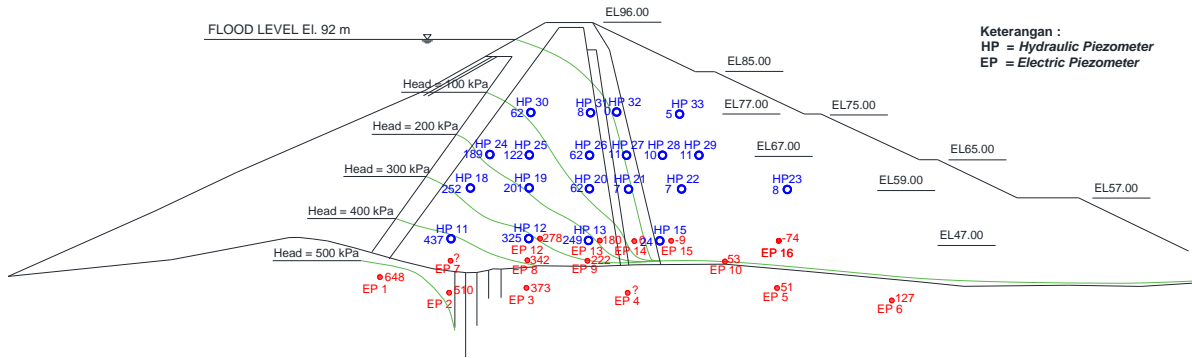 EL96.00
FLOOD LEVEL El. 92 m
Keterangan :
HP = Hydraulic Piezometer
EP = Electric Piezometer
EL85.00
Head = 100 kPa
HP 30
62
HP 31
8
HP 32
0
HP 33
5
EL77.00
EL75.00
Head = 200 kPa
HP 24
189
HP 25
122
HP 26
62
HP 27
11
HP 28
10
HP 29
11
EL67.00
EL65.00
Head = 300 kPa
HP 18
252
HP 19
201
HP 20
62
HP 21
7
HP 22
7
HP23
8
EL59.00
EL57.00
Head = 400 kPa
HP 11
437
HP 12
325
278
EP 12
HP 13
249
180
EP 13
EP 14
HP 15
24
-9
EP 15
-74
EP 16
EL47.00
Head = 500 kPa
?
EP 7
342
EP 8
222
EP 9
53
EP 10
648
EP 1
510
EP 2
373
EP 3
?
EP 4
51
EP 5
127
EP 6